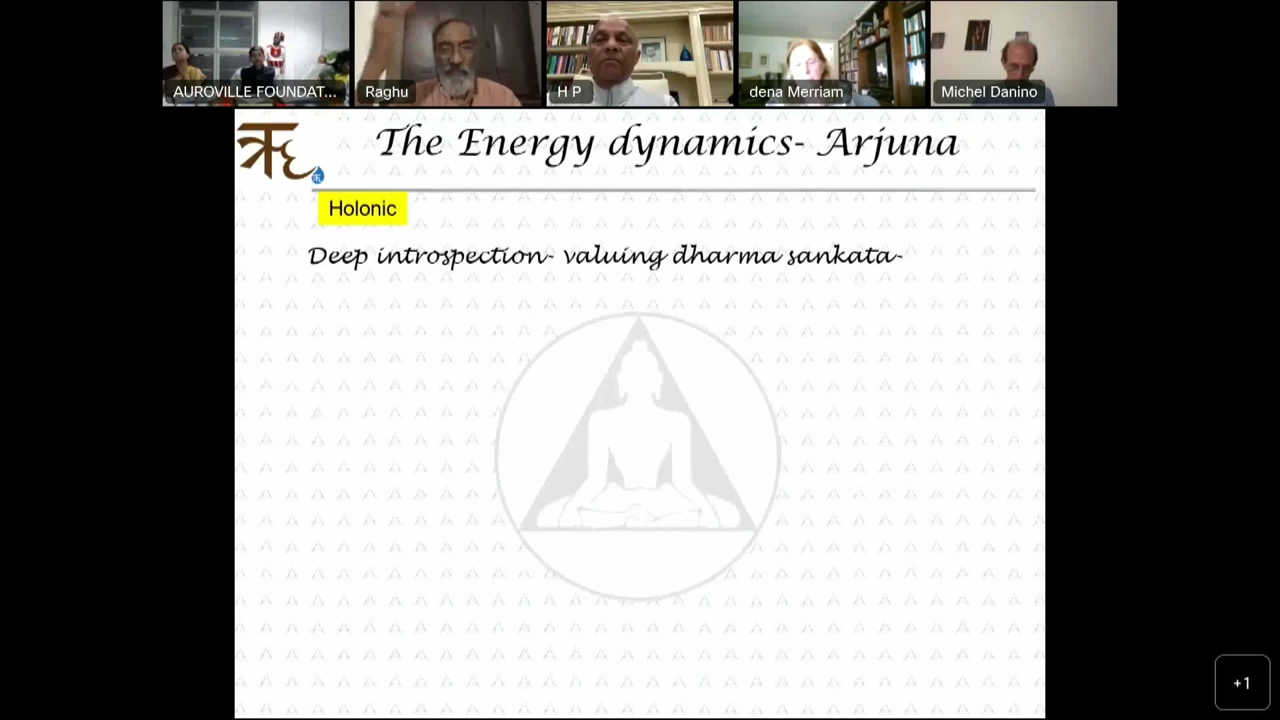 AUROVILLE FOUNDAT...
Raghu
H P
dena Merriam
Michel Danino
The Energy dynamics- Arjuna
Holonic
Deep introspection- valuing dharma sankata-
+1